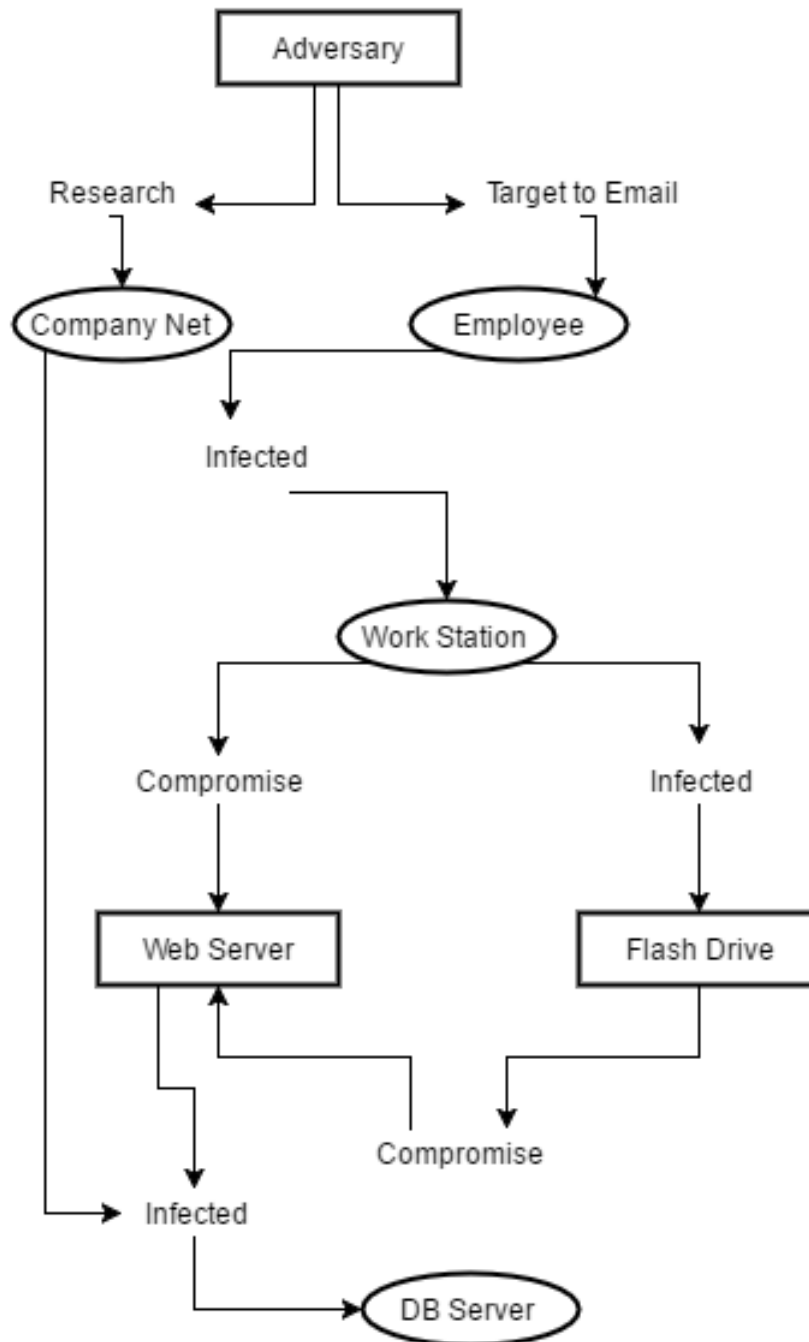 Adversary
Research
Target to Email
Company Net
Employee
Infected
Work Station
Compromise
Infected
Web Server
Flash Drive
Compromise
Infected
DB Server